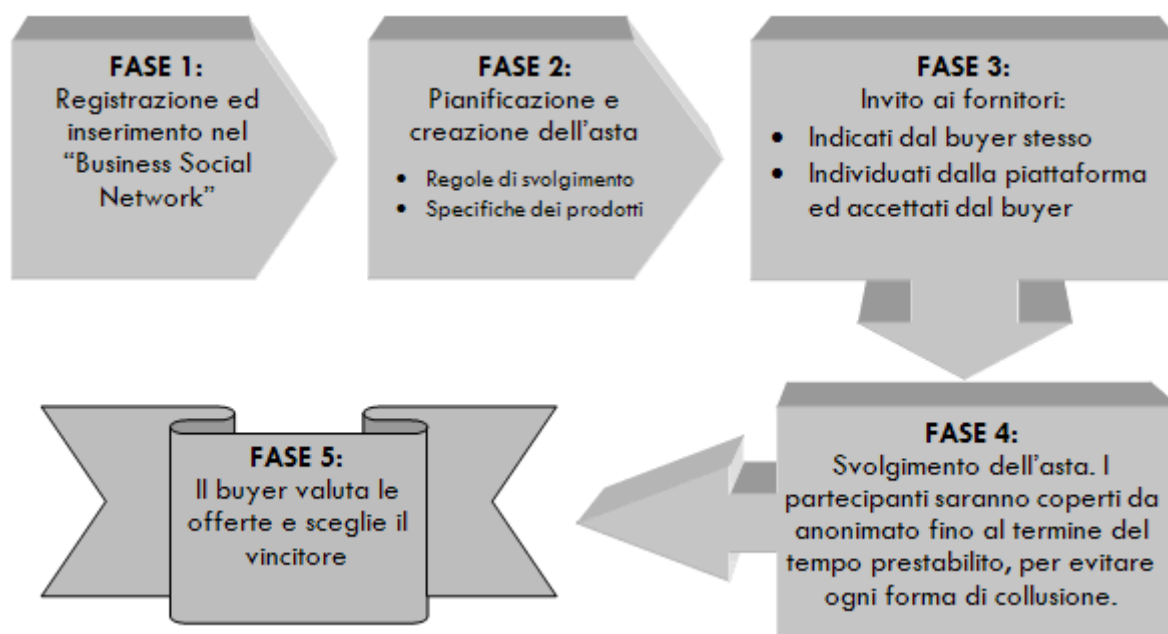 FASE 1:
Registrazione ed
inserimento nel
“Business Social
Network”
FASE 2:
Pianificazione e
creazione dell’asta
• Regole di svolgimento
• Specifiche dei prodotti
FASE 3:
Invito ai fornitori:
• Indicati dal buyer stesso
• Individuati dalla piattaforma
ed accettati dal buyer
FASE 4:
Svolgimento dell’asta. I
partecipanti saranno coperti da
anonimato fino al termine del
tempo prestabilito, per evitare
ogni forma di collusione.
FASE 5:
Il buyer valuta le
offerte e sceglie il
vincitore